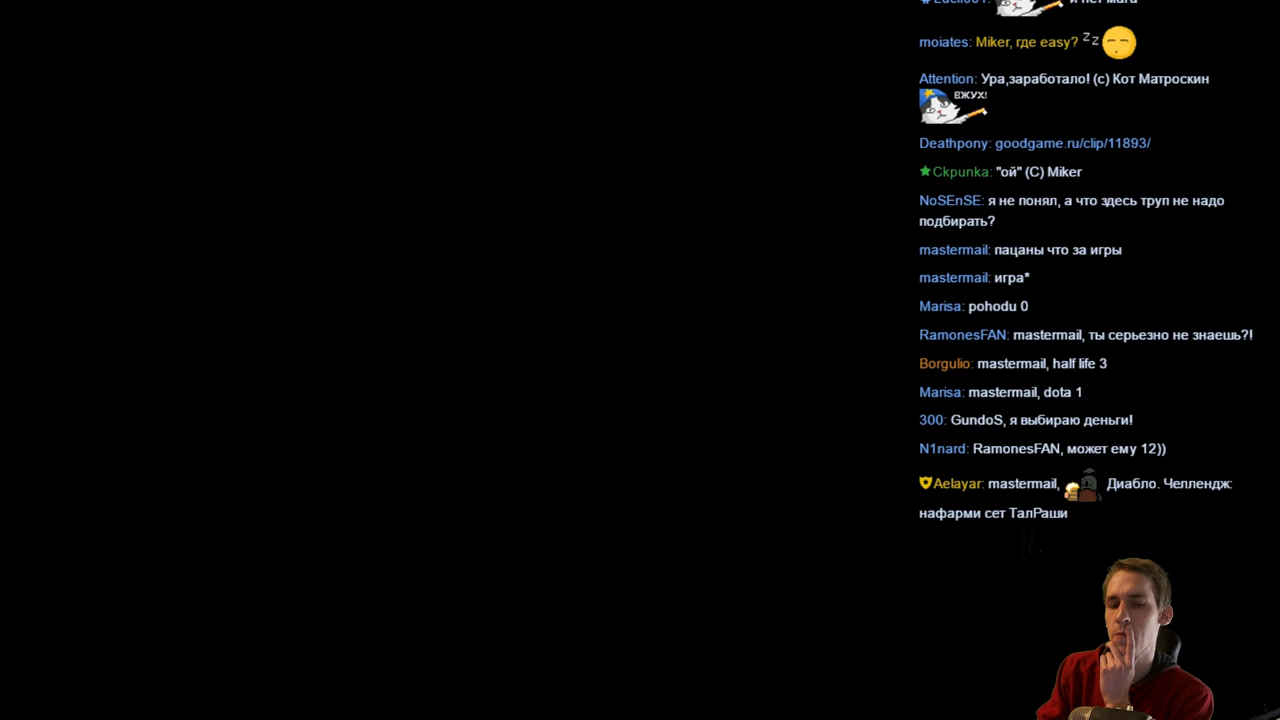 и нет мага
moiates: Miker, где easy? z z
Attention: Ура,заработало! (с) Кот Матроскин
ВЖУХ!
Deathpony: goodgame.ru/clip/11893/
Ckpunka: "ой" (C) Miker
NoSEnSE: я не понял, а что здесь труп не надо
подбирать?
mastermail: пацаны что за игры
mastermail: игра*
Marisa: pohodu 0
RamonesFAN: mastermail, ты серьезно не знаешь?!
Borgulio: mastermail, half life 3
Marisa: mastermail, dota 1
300: GundoS, я выбираю деньги!
N1nard: RamonesFAN, может ему 12))
Aelayar: mastermail, Диабло. Челлендж:
нафарми сет ТалРаши